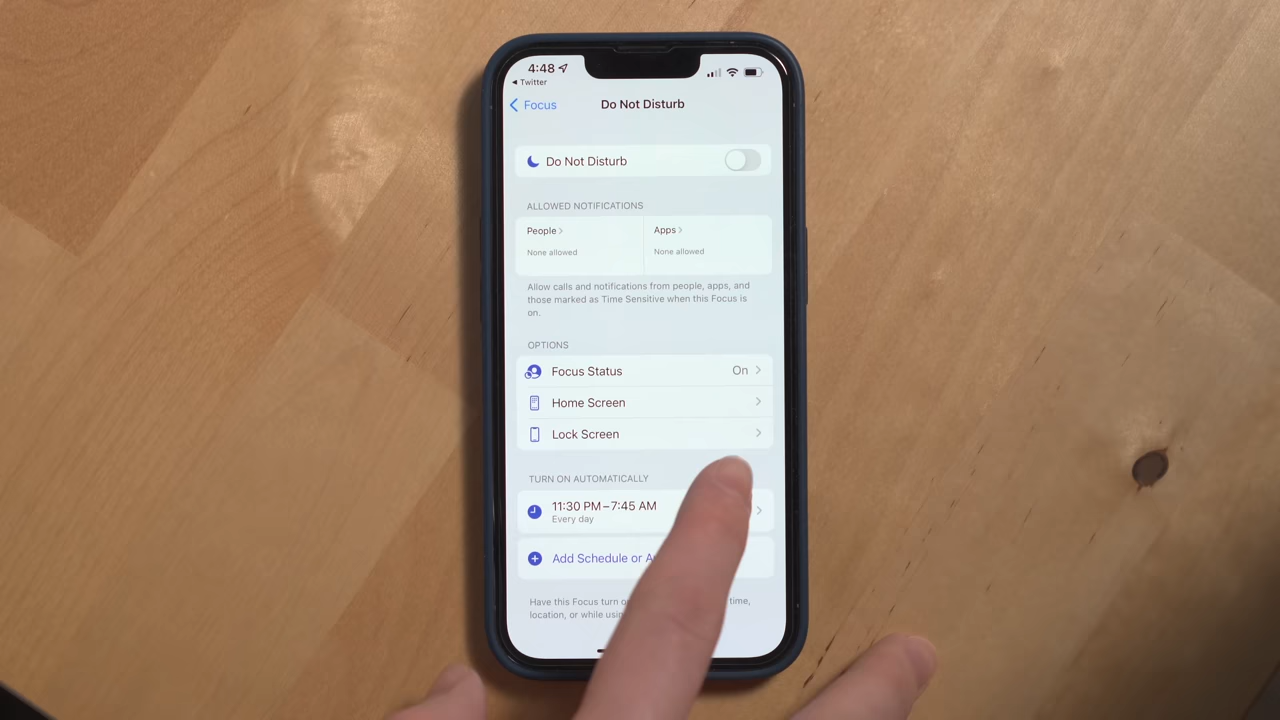 4:48
Twitter
Focus
Do Not Disturb
Do Not Disturb
ALLOWED NOTIFICATIONS
People
Apps
None allowed
None allowed
Allow calls and notifications from people, apps, and
those marked as Time Sensitive when this Focus is
on.
OPTIONS
Focus Status On
Home Screen
Lock Screen
TURN ON AUTOMATICALLY
11:30 PM–7:45 AM
Every day
Add Schedule or
Have this Focus turn time,
location, or while